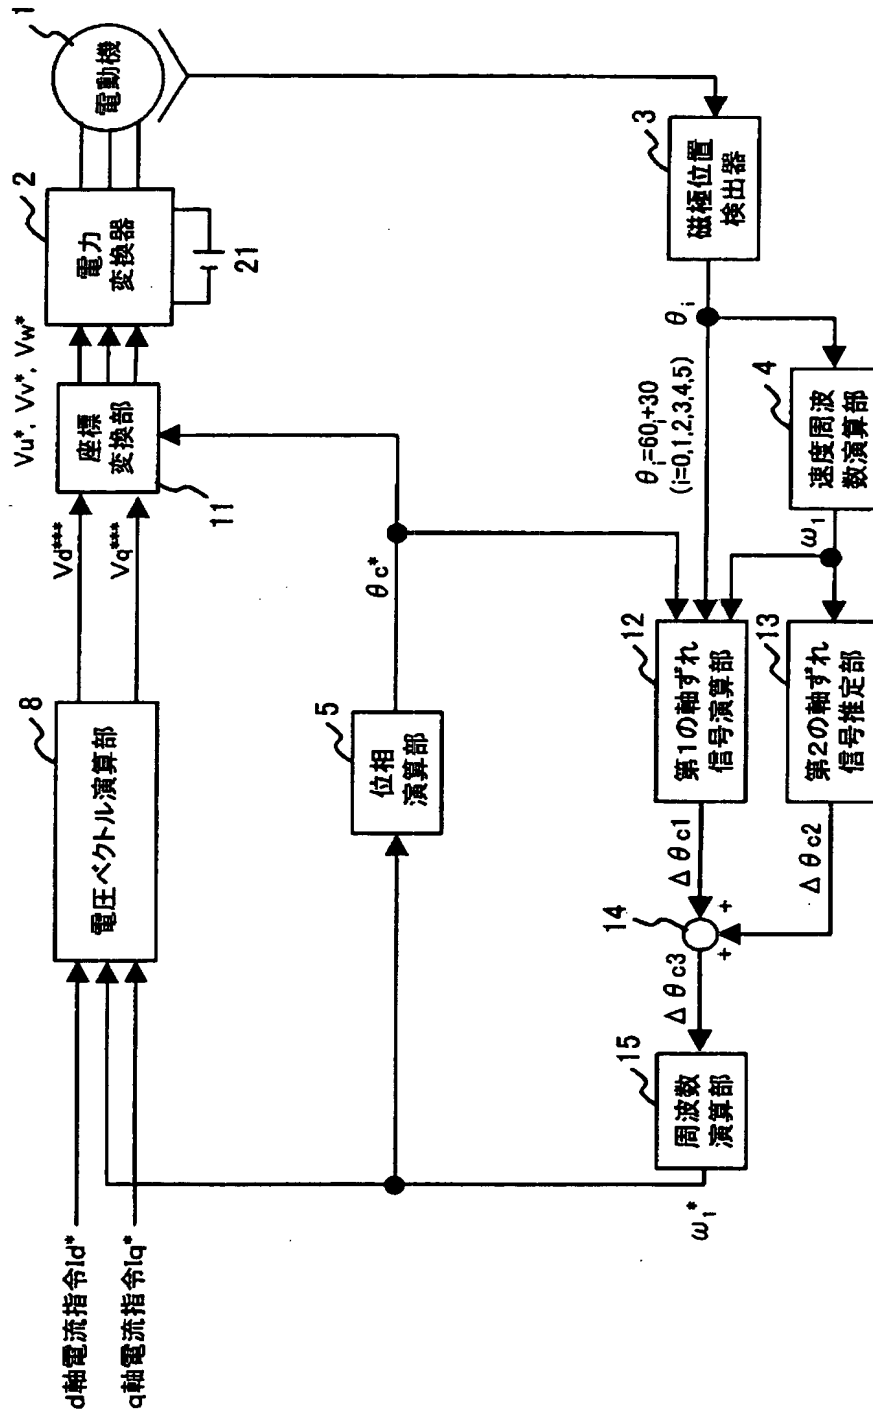 d軸電流指令Id*
q軸電流指令Iq*
8
電圧ベクトル演算部
Vd***
Vq***
11
座標
変換部
Vu*, Vv*, Vw*
2
電力
変換器
21
1
電動機
5
位相
演算部
θc*
3
磁極位置
検出器
θi
θi=60i+30
(i=0,1,2,3,4,5)
4
速度周波
数演算部
ω1
12
第1の軸ずれ
信号演算部
13
第2の軸ずれ
信号推定部
Δθc1
Δθc2
14
+
+
Δθc3
15
周波数
演算部
ω1*